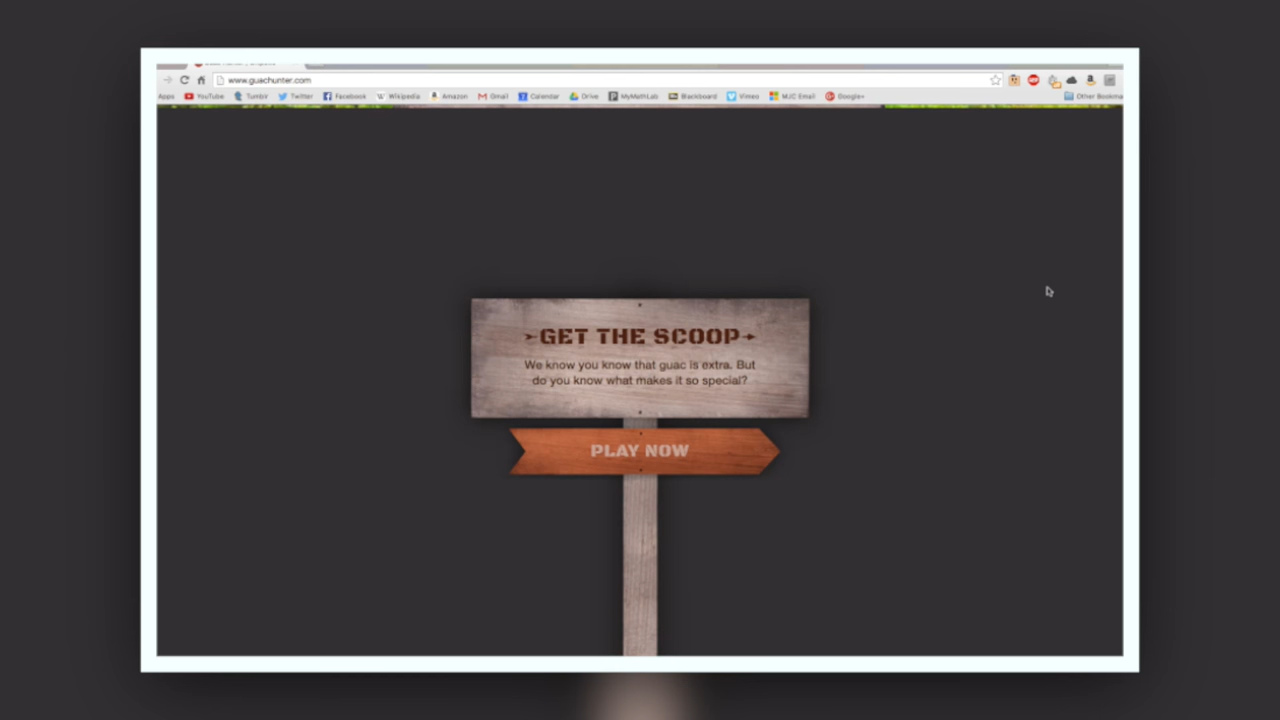 www.guachunter.com
Apps YouTube Tumblr Twitter Facebook Wikipedia Amazon Gmail Calendar Drive MyMathLab Blackboard Vimeo MJC Email Google+ Other Bookma
GET THE SCOOP
We know you know that guac is extra. But
do you know what makes it so special?
PLAY NOW